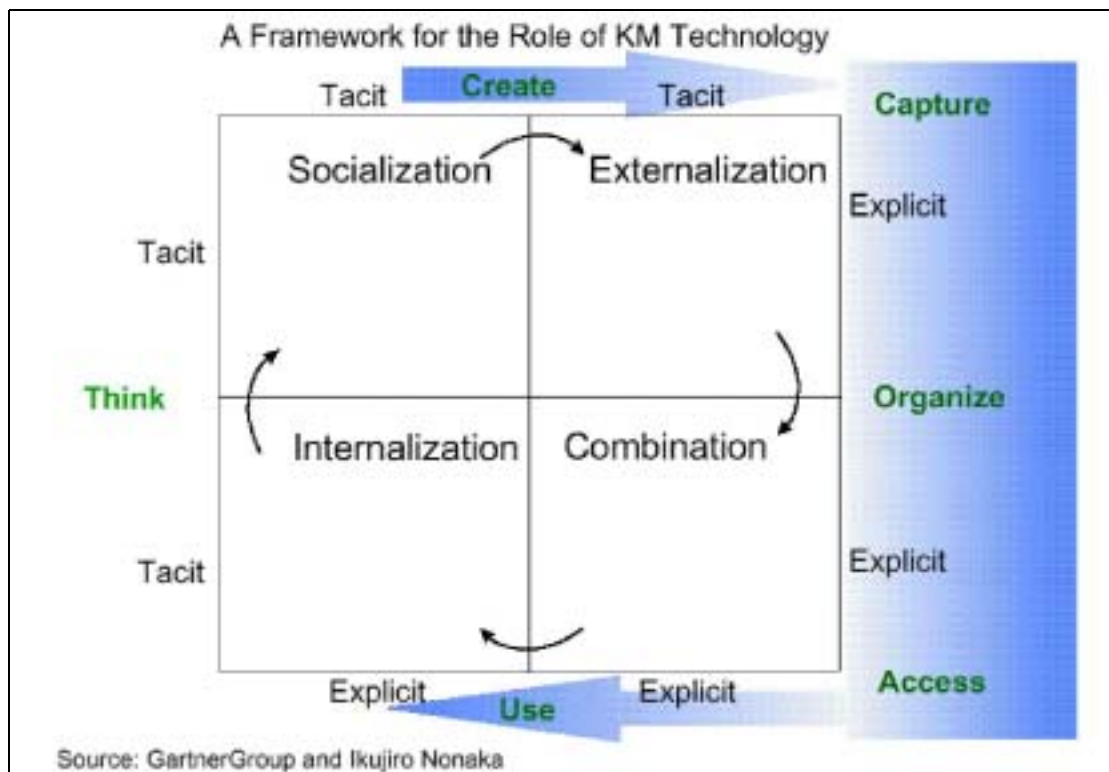 A Framework for the Role of KM Technology
Tacit Create Tacit Capture
Socialization Externalization
Explicit
Tacit
Think Organize
Internalization Combination
Explicit
Tacit
Explicit Use Explicit Access
Source: GartnerGroup and Ikujiro Nonaka